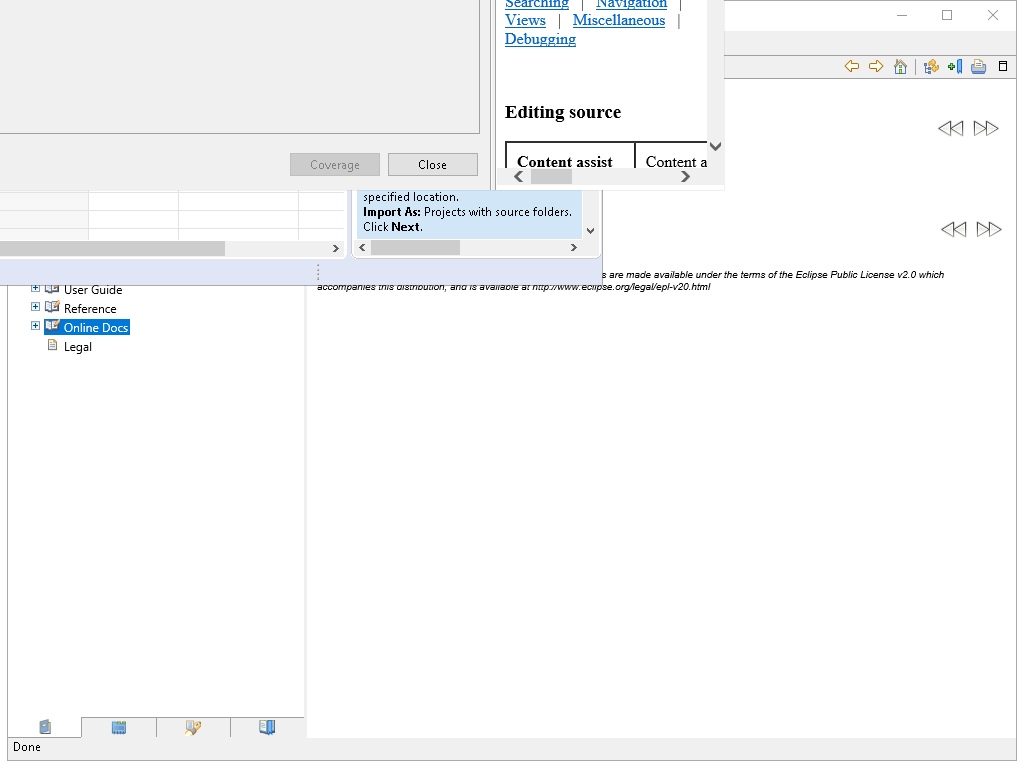 Searching | Navigation |
Views | Miscellaneous |
Debugging
Editing source
Content assist Content a
Coverage Close
specified location.
Import As: Projects with source folders.
Click Next.
s are made available under the terms of the Eclipse Public License v2.0 which
accompanies this distribution, and is available at http://www.eclipse.org/legal/epl-v20.html
User Guide
Reference
Online Docs
Legal
Done